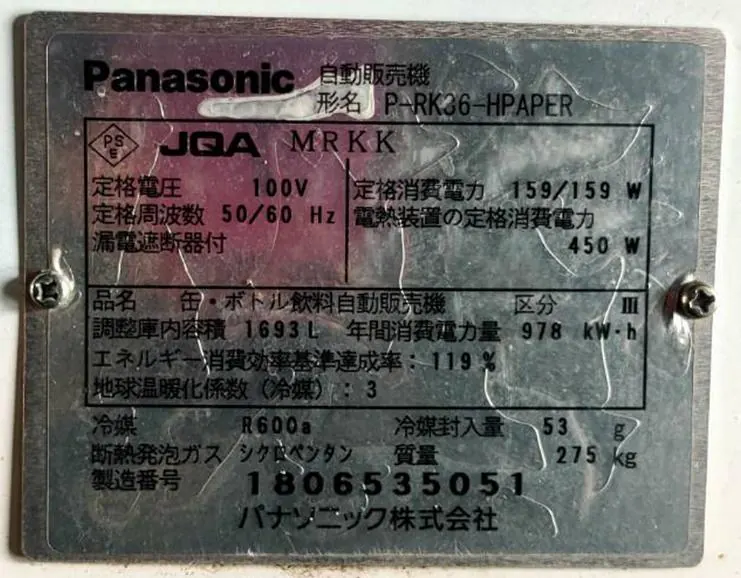 Panasonic 自動販売機
形名 P-RK36-HPAPER
PSE JQA MRKK
定格電圧 100V
定格周波数 50/60 Hz
漏電遮断器付
定格消費電力 159/159 W
電熱装置の定格消費電力
450 W
品名 缶・ボトル飲料自動販売機 区分 III
調整庫内容積 1693L 年間消費電力量 978 kW·h
エネルギー消費効率基準達成率:119%
地球温暖化係数(冷媒):3
冷媒 R600a 冷媒封入量 53 g
断熱発泡ガス シクロペンタン 質量 275 kg
製造番号 1806535051
パナソニック株式会社